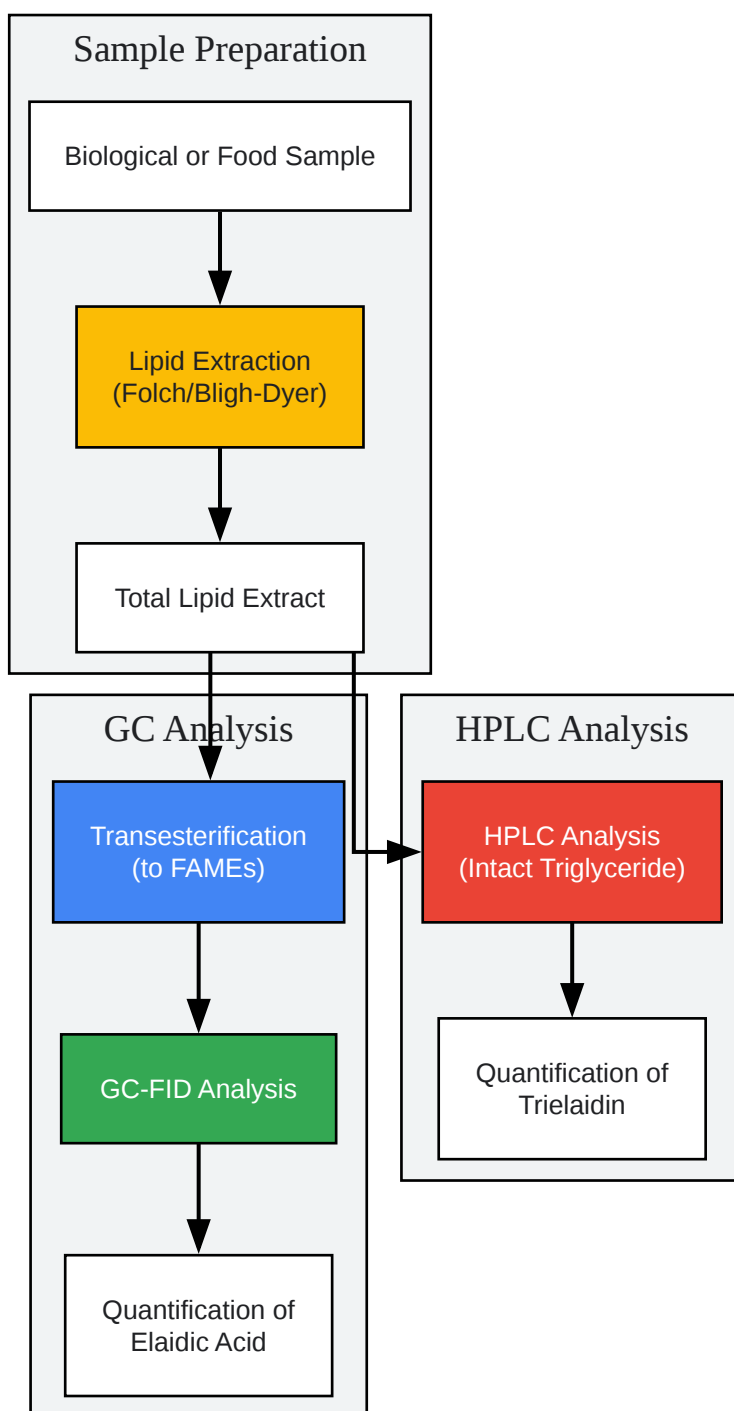 Sample Preparation
Biological or Food Sample
Lipid Extraction
(Folch/Bligh-Dyer)
Total Lipid Extract
GC Analysis
Transesterification
(to FAMEs)
GC-FID Analysis
Quantification of
Elaidic Acid
HPLC Analysis
HPLC Analysis
(Intact Triglyceride)
Quantification of
Trielaidin